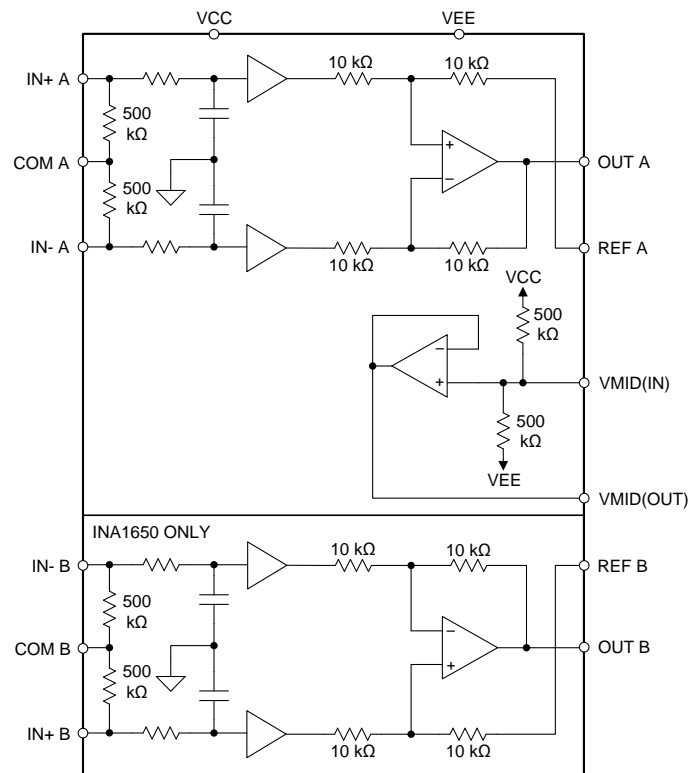 VCC
VEE
IN+ A
10 kΩ
10 kΩ
500
kΩ
COM A
+
OUT A
500
kΩ
–
IN- A
10 kΩ
10 kΩ
REF A
VCC
500
kΩ
–
+
VMID(IN)
500
kΩ
VEE
VMID(OUT)
INA1650 ONLY
IN- B
10 kΩ
10 kΩ
REF B
500
kΩ
–
COM B
OUT B
500
kΩ
+
IN+ B
10 kΩ
10 kΩ